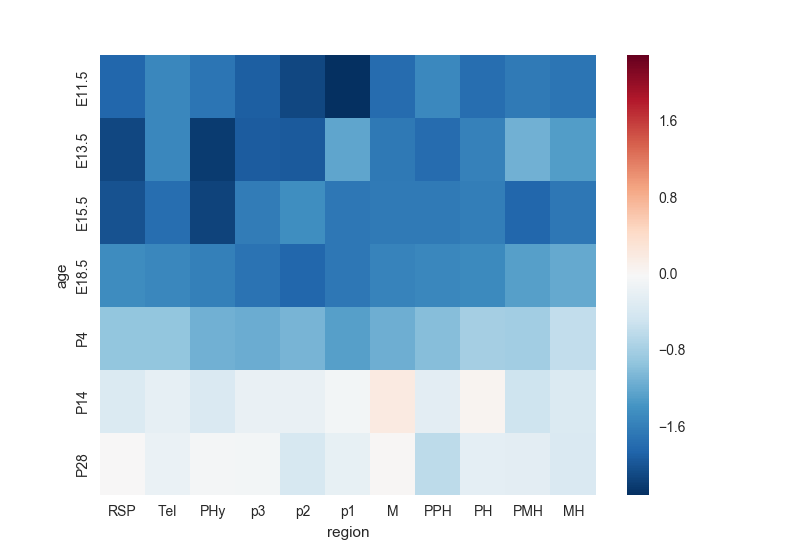 E11.5
E13.5
E15.5
E18.5
P4
P14
P28
age
RSP Tel PHy p3 p2 p1 M PPH PH PMH MH
region
1.6
0.8
0.0
−0.8
−1.6